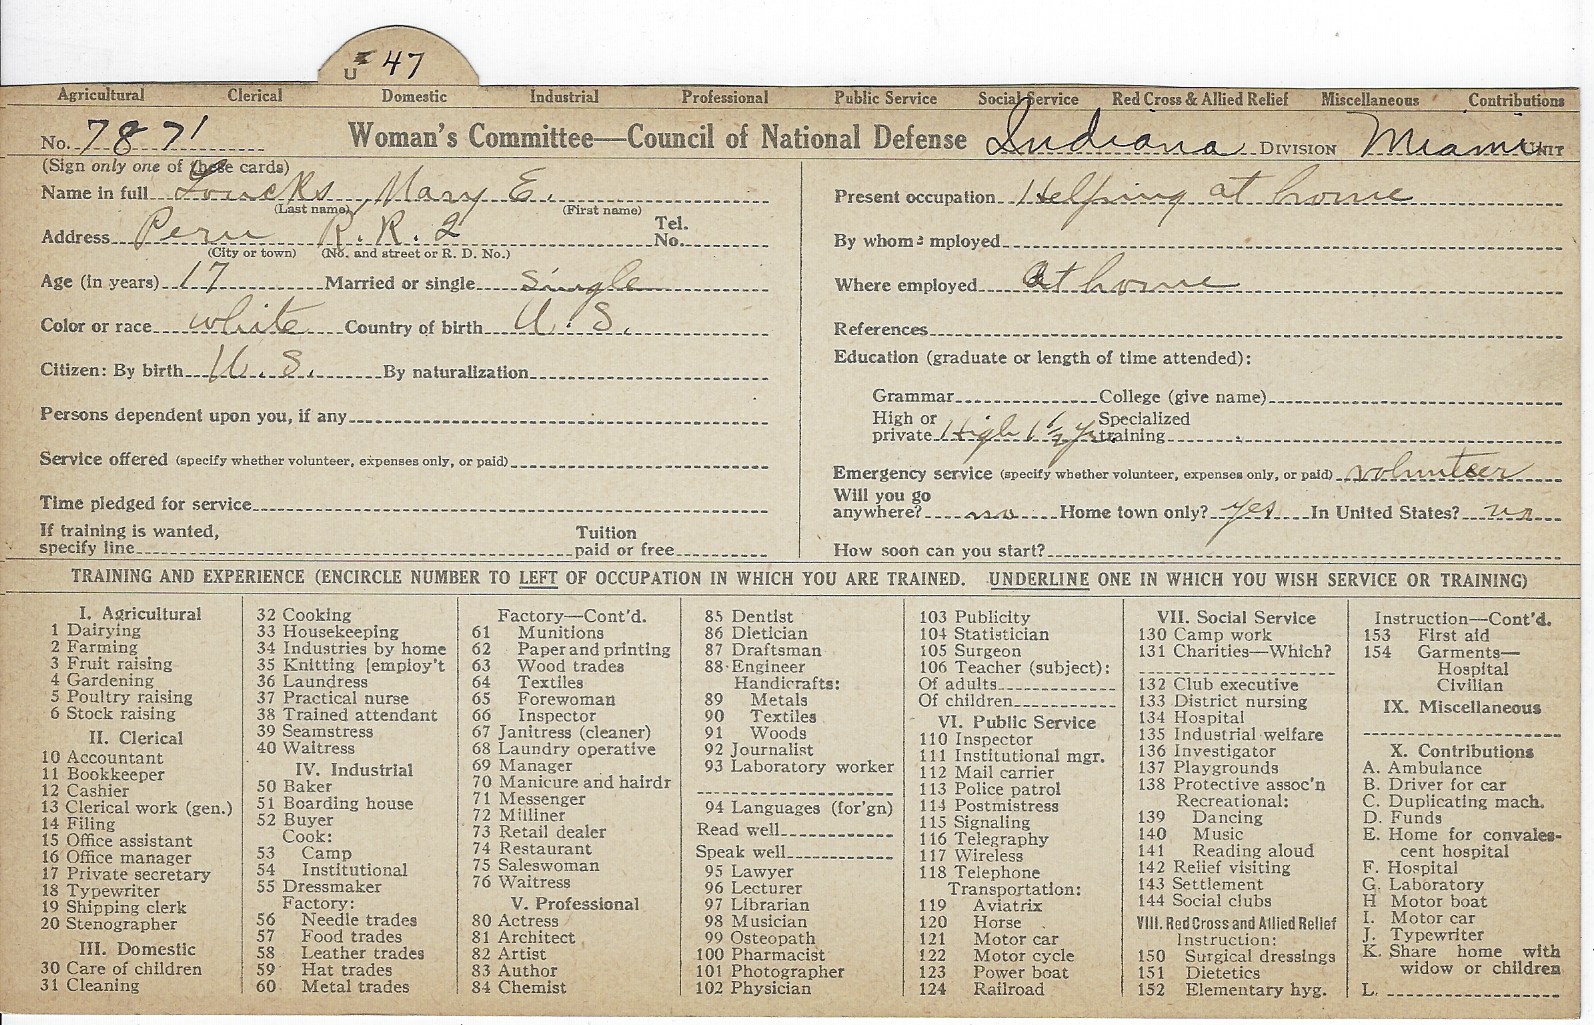 U 47
Agricultural Clerical Domestic Industrial Professional Public Service Social Service Red Cross & Allied Relief Miscellaneous Contributions
No. 7871 Woman's Committee—Council of National Defense Indiana DIVISION Miami UNIT
(Sign only one of these cards)
Name in full Loucks, Mary E.
(Last name) (First name)
Address Peru R. R. 2 Tel. No.
(City or town) (No. and street or R. D. No.)
Age (in years) 17 Married or single single
Color or race white Country of birth U. S.
Citizen: By birth U. S. By naturalization
Persons dependent upon you, if any
Service offered (specify whether volunteer, expenses only, or paid)
Time pledged for service
If training is wanted, specify line Tuition paid or free
Present occupation Helping at home
By whom employed
Where employed At home
References
Education (graduate or length of time attended):
Grammar College (give name)
High or private High 1 1/2 yr. Specialized training
Emergency service (specify whether volunteer, expenses only, or paid) volunteer
Will you go anywhere? no Home town only? yes In United States? no
How soon can you start?
TRAINING AND EXPERIENCE (ENCIRCLE NUMBER TO LEFT OF OCCUPATION IN WHICH YOU ARE TRAINED. UNDERLINE ONE IN WHICH YOU WISH SERVICE OR TRAINING)
I. Agricultural
1 Dairying
2 Farming
3 Fruit raising
4 Gardening
5 Poultry raising
6 Stock raising
II. Clerical
10 Accountant
11 Bookkeeper
12 Cashier
13 Clerical work (gen.)
14 Filing
15 Office assistant
16 Office manager
17 Private secretary
18 Typewriter
19 Shipping clerk
20 Stenographer
III. Domestic
30 Care of children
31 Cleaning
32 Cooking
33 Housekeeping
34 Industries by home
35 Knitting [employ't
36 Laundress
37 Practical nurse
38 Trained attendant
39 Seamstress
40 Waitress
IV. Industrial
50 Baker
51 Boarding house
52 Buyer
Cook:
53 Camp
54 Institutional
55 Dressmaker
Factory:
56 Needle trades
57 Food trades
58 Leather trades
59 Hat trades
60 Metal trades
Factory—Cont'd.
61 Munitions
62 Paper and printing
63 Wood trades
64 Textiles
65 Forewoman
66 Inspector
67 Janitress (cleaner)
68 Laundry operative
69 Manager
70 Manicure and hairdr
71 Messenger
72 Milliner
73 Retail dealer
74 Restaurant
75 Saleswoman
76 Waitress
V. Professional
80 Actress
81 Architect
82 Artist
83 Author
84 Chemist
85 Dentist
86 Dietician
87 Draftsman
88 Engineer
Handicrafts:
89 Metals
90 Textiles
91 Woods
92 Journalist
93 Laboratory worker
94 Languages (for'gn)
Read well
Speak well
95 Lawyer
96 Lecturer
97 Librarian
98 Musician
99 Osteopath
100 Pharmacist
101 Photographer
102 Physician
103 Publicity
104 Statistician
105 Surgeon
106 Teacher (subject):
Of adults
Of children
VI. Public Service
110 Inspector
111 Institutional mgr.
112 Mail carrier
113 Police patrol
114 Postmistress
115 Signaling
116 Telegraphy
117 Wireless
118 Telephone
Transportation:
119 Aviatrix
120 Horse
121 Motor car
122 Motor cycle
123 Power boat
124 Railroad
VII. Social Service
130 Camp work
131 Charities—Which?
132 Club executive
133 District nursing
134 Hospital
135 Industrial welfare
136 Investigator
137 Playgrounds
138 Protective assoc'n
Recreational:
139 Dancing
140 Music
141 Reading aloud
142 Relief visiting
143 Settlement
144 Social clubs
VIII. Red Cross and Allied Relief
Instruction:
150 Surgical dressings
151 Dietetics
152 Elementary hyg.
Instruction—Cont'd.
153 First aid
154 Garments—
Hospital
Civilian
IX. Miscellaneous
X. Contributions
A. Ambulance
B. Driver for car
C. Duplicating mach.
D. Funds
E. Home for convales-
cent hospital
F. Hospital
G. Laboratory
H Motor boat
I. Motor car
J. Typewriter
K. Share home with
widow or children
L.